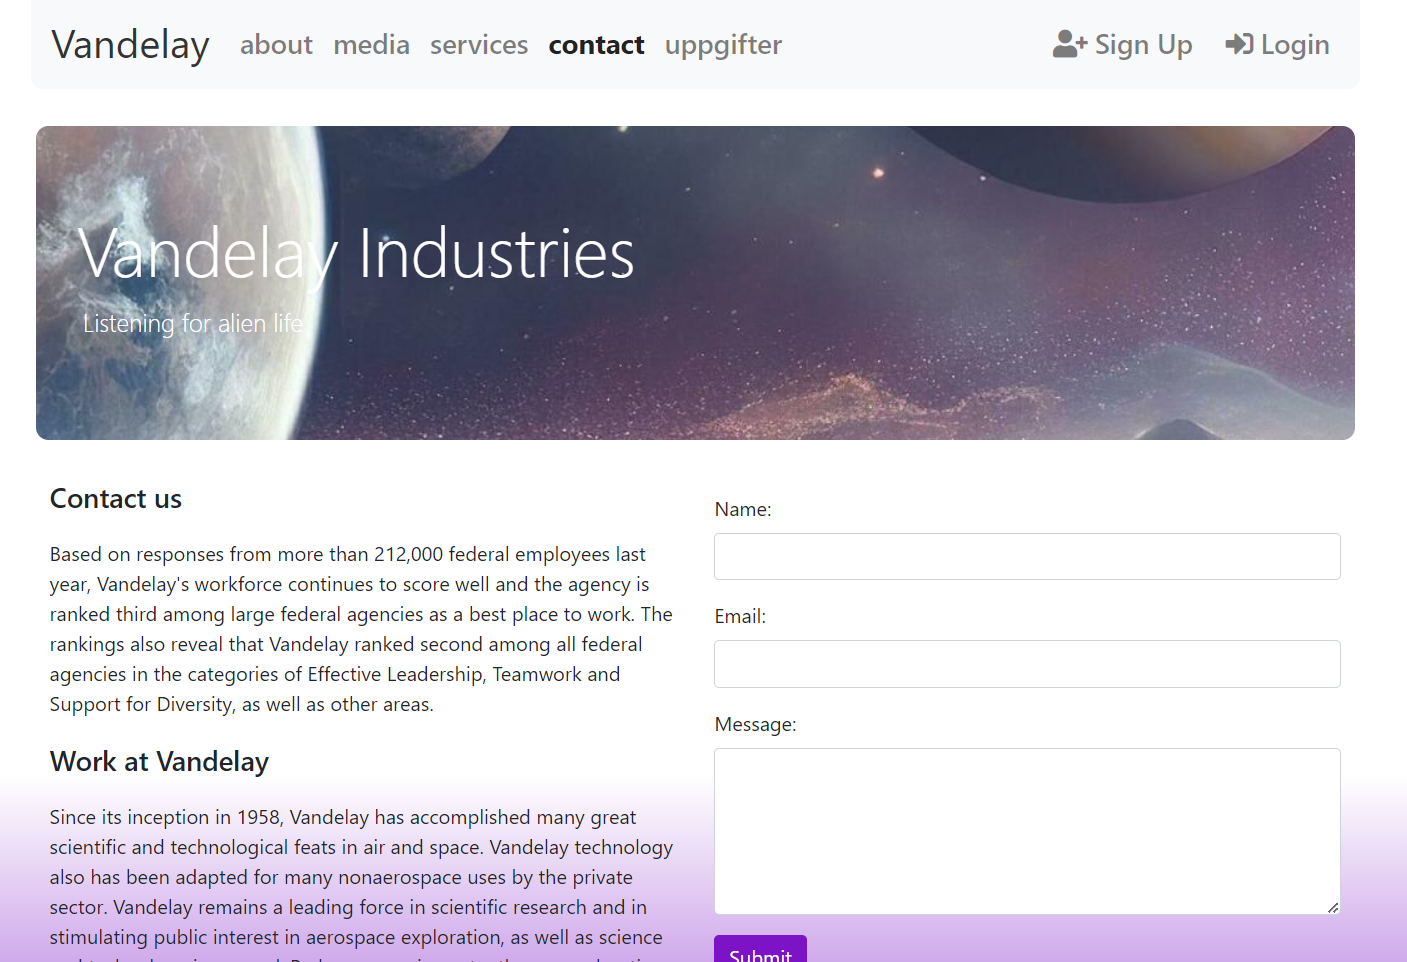 Vandelay about media services contact uppgifter Sign Up Login
Vandelay Industries
Listening for alien life
Contact us
Based on responses from more than 212,000 federal employees last
year, Vandelay's workforce continues to score well and the agency is
ranked third among large federal agencies as a best place to work. The
rankings also reveal that Vandelay ranked second among all federal
agencies in the categories of Effective Leadership, Teamwork and
Support for Diversity, as well as other areas.
Work at Vandelay
Since its inception in 1958, Vandelay has accomplished many great
scientific and technological feats in air and space. Vandelay technology
also has been adapted for many nonaerospace uses by the private
sector. Vandelay remains a leading force in scientific research and in
stimulating public interest in aerospace exploration, as well as science
Name:
Email:
Message:
Submit